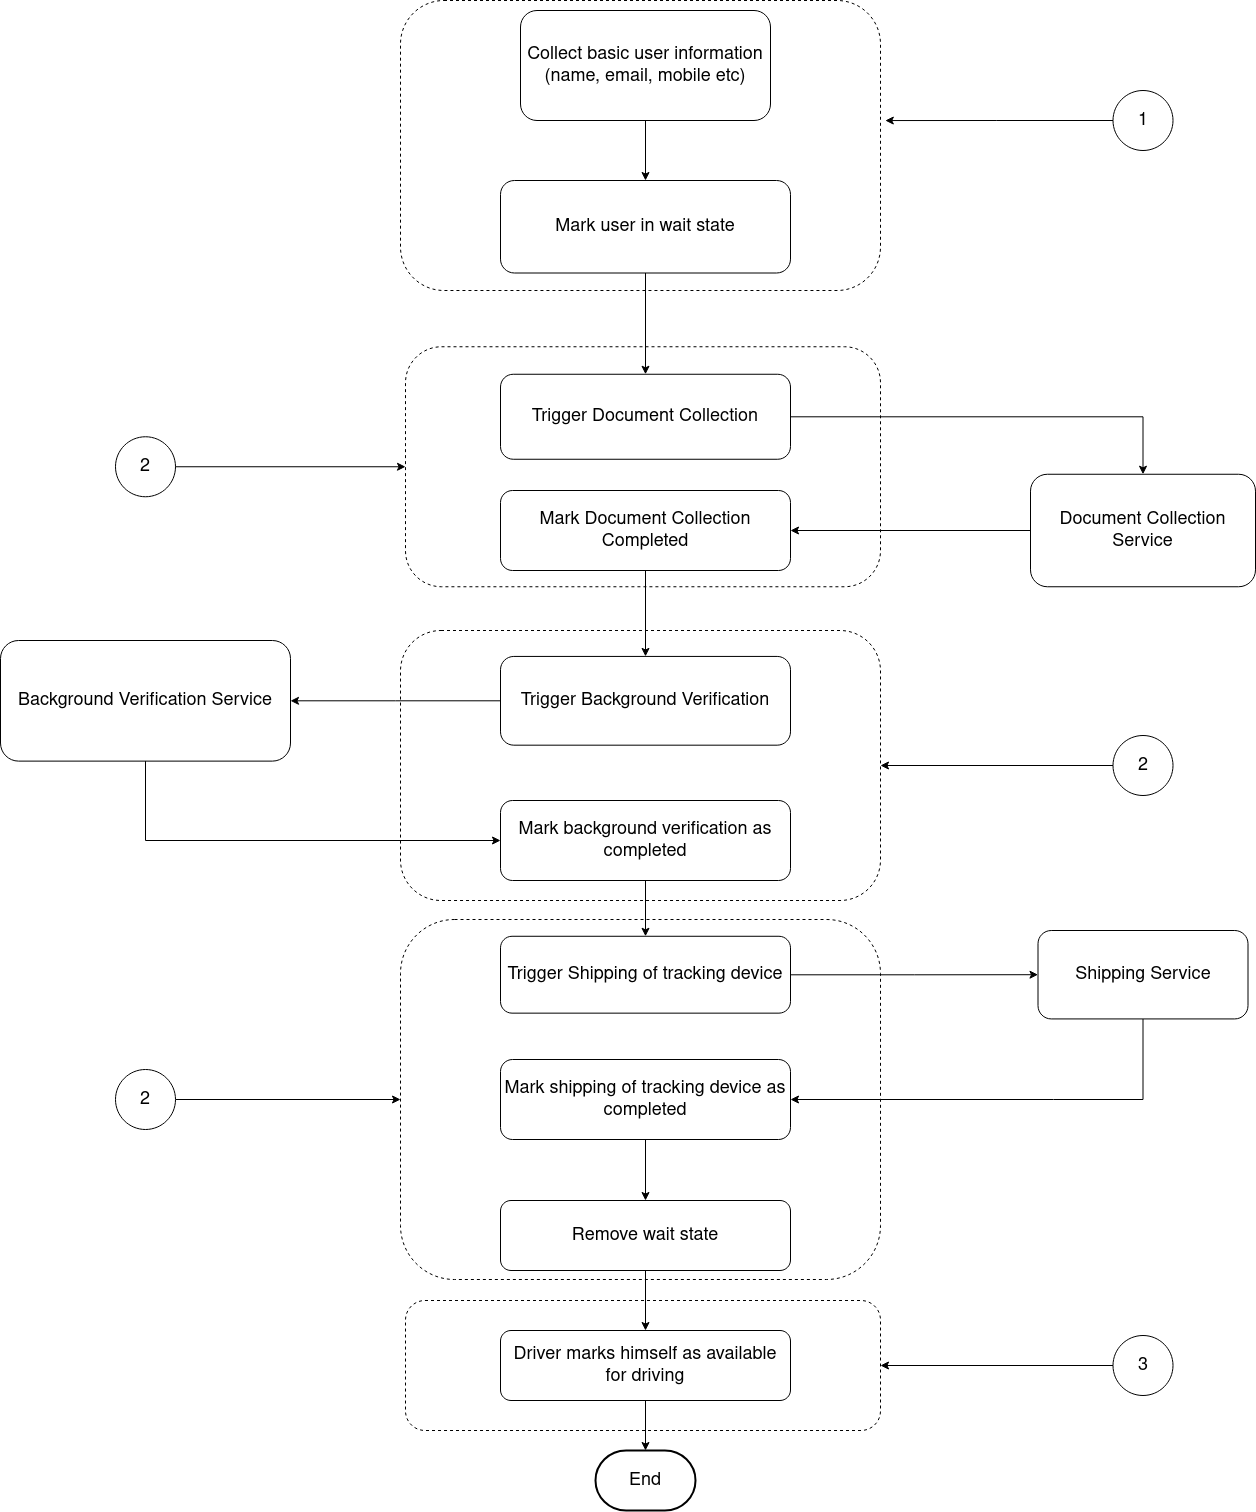 Collect basic user information
(name, email, mobile etc)
1
Mark user in wait state
Trigger Document Collection
2
Mark Document Collection
Completed
Document Collection
Service
Background Verification Service
Trigger Background Verification
2
Mark background verification as
completed
Trigger Shipping of tracking device
Shipping Service
2
Mark shipping of tracking device as
completed
Remove wait state
Driver marks himself as available
for driving
3
End